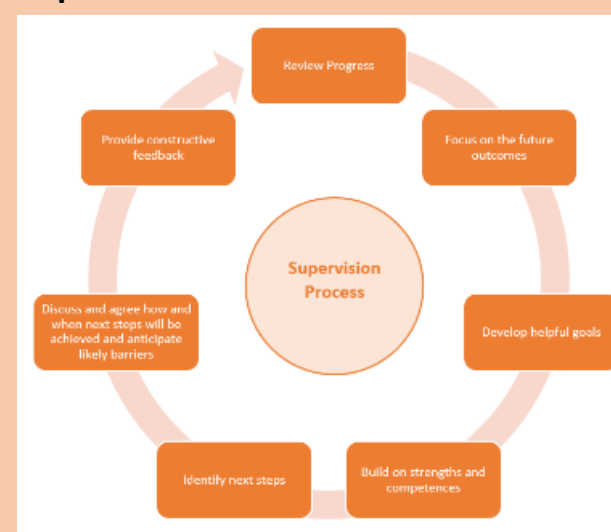 Review Progress
Focus on the future
outcomes
Develop helpful goals
Build on strengths and
competences
Identify next steps
Discuss and agree how and
when next steps will be
achieved and anticipate
likely barriers
Provide constructive
feedback
Supervision
Process